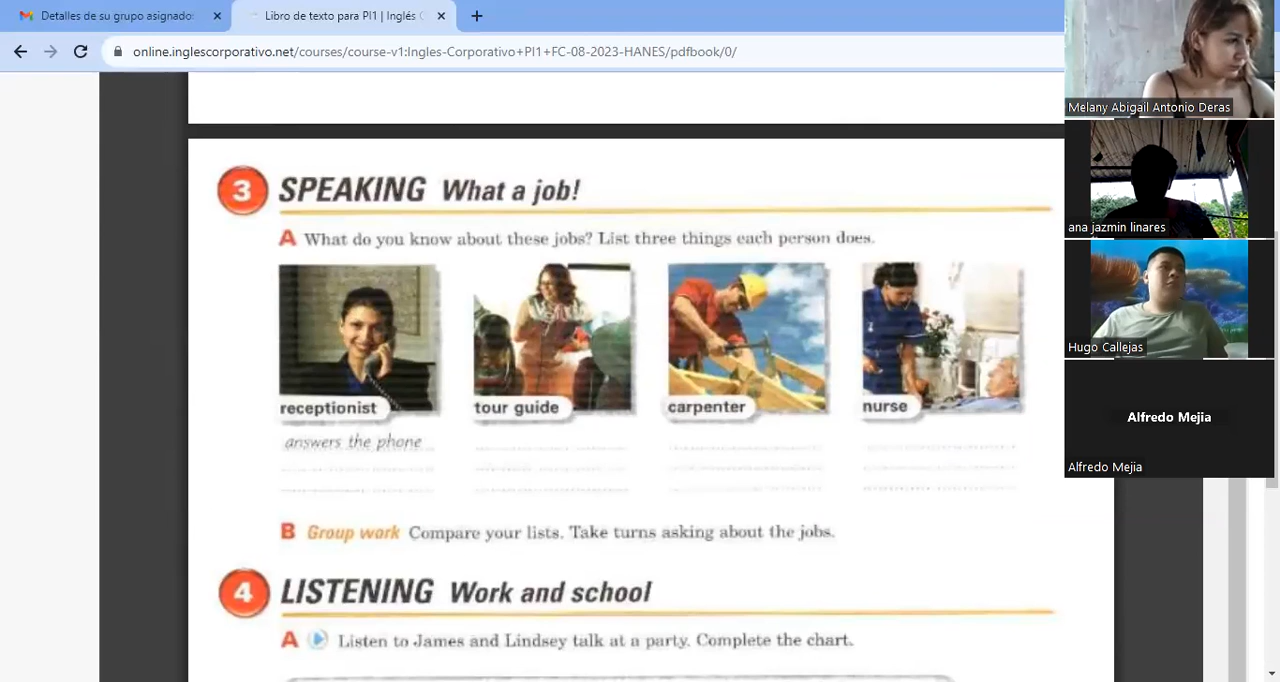 Detalles de su grupo asignado
Libro de texto para PI1 | Inglés C
online.inglescorporativo.net/courses/course-v1:Ingles-Corporativo+PI1+FC-08-2023-HANES/pdfbook/0/
3 SPEAKING What a job!
A What do you know about these jobs? List three things each person does.
receptionist tour guide carpenter nurse
answers the phone
B Group work Compare your lists. Take turns asking about the jobs.
4 LISTENING Work and school
A Listen to James and Lindsey talk at a party. Complete the chart.
Melany Abigail Antonio Deras
ana jazmin linares
Hugo Callejas
Alfredo Mejia
Alfredo Mejia